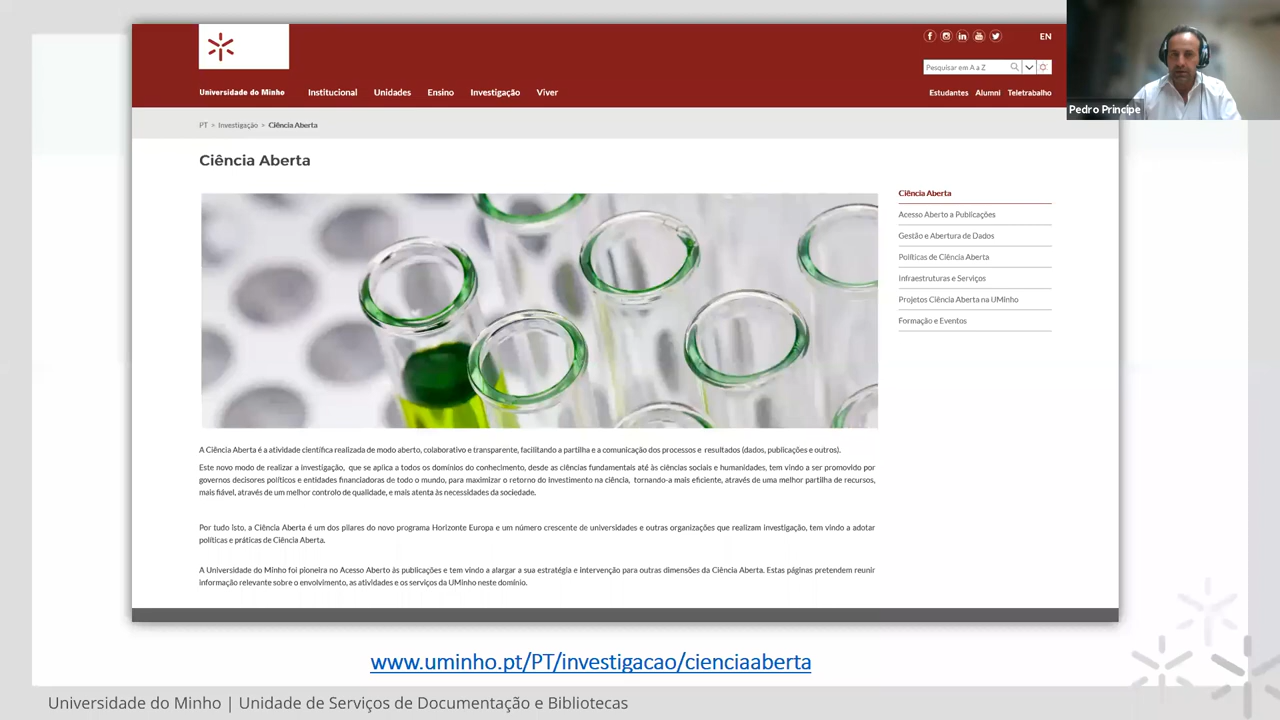 EN
Pesquisar em A a Z
Universidade do Minho Institucional Unidades Ensino Investigação Viver
Estudantes Alumni Teletrabalho
Pedro Príncipe
PT > Investigação > Ciência Aberta
Ciência Aberta
Ciência Aberta
Acesso Aberto a Publicações
Gestão e Abertura de Dados
Políticas de Ciência Aberta
Infraestruturas e Serviços
Projetos Ciência Aberta na UMinho
Formação e Eventos
A Ciência Aberta é a atividade científica realizada de modo aberto, colaborativo e transparente, facilitando a partilha e a comunicação dos processos e resultados (dados, publicações e outros).
Este novo modo de realizar a investigação, que se aplica a todos os domínios do conhecimento, desde as ciências fundamentais até às ciências sociais e humanidades, tem vindo a ser promovido por
governos decisores políticos e entidades financiadoras de todo o mundo, para maximizar o retorno do investimento na ciência, tornando-a mais eficiente, através de uma melhor partilha de recursos,
mais fiável, através de um melhor controlo de qualidade, e mais atenta às necessidades da sociedade.
Por tudo isto, a Ciência Aberta é um dos pilares do novo programa Horizonte Europa e um número crescente de universidades e outras organizações que realizam investigação, tem vindo a adotar
políticas e práticas de Ciência Aberta.
A Universidade do Minho foi pioneira no Acesso Aberto às publicações e tem vindo a alargar a sua estratégia e intervenção para outras dimensões da Ciência Aberta. Estas páginas pretendem reunir
informação relevante sobre o envolvimento, as atividades e os serviços da UMinho neste domínio.
www.uminho.pt/PT/investigacao/cienciaaberta
Universidade do Minho | Unidade de Serviços de Documentação e Bibliotecas